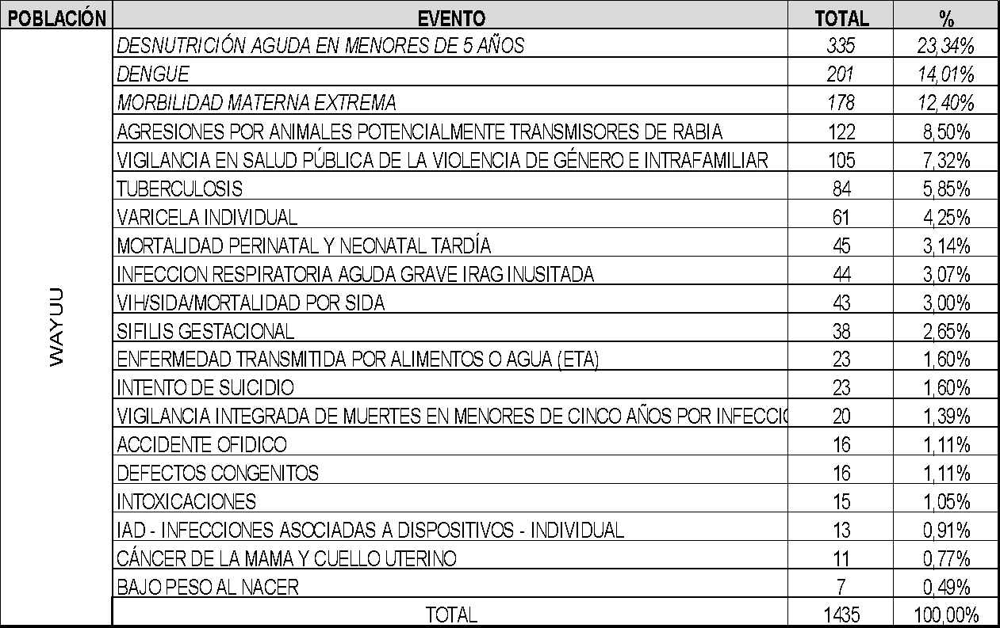 POBLACIÓN EVENTO TOTAL %
WAYUU
DESNUTRICIÓN AGUDA EN MENORES DE 5 AÑOS 335 23,34%
DENGUE 201 14,01%
MORBILIDAD MATERNA EXTREMA 178 12,40%
AGRESIONES POR ANIMALES POTENCIALMENTE TRANSMISORES DE RABIA 122 8,50%
VIGILANCIA EN SALUD PÚBLICA DE LA VIOLENCIA DE GÉNERO E INTRAFAMILIAR 105 7,32%
TUBERCULOSIS 84 5,85%
VARICELA INDIVIDUAL 61 4,25%
MORTALIDAD PERINATAL Y NEONATAL TARDÍA 45 3,14%
INFECCION RESPIRATORIA AGUDA GRAVE IRAG INUSITADA 44 3,07%
VIH/SIDA/MORTALIDAD POR SIDA 43 3,00%
SIFILIS GESTACIONAL 38 2,65%
ENFERMEDAD TRANSMITIDA POR ALIMENTOS O AGUA (ETA) 23 1,60%
INTENTO DE SUICIDIO 23 1,60%
VIGILANCIA INTEGRADA DE MUERTES EN MENORES DE CINCO AÑOS POR INFECCIO 20 1,39%
ACCIDENTE OFIDICO 16 1,11%
DEFECTOS CONGENITOS 16 1,11%
INTOXICACIONES 15 1,05%
IAD - INFECCIONES ASOCIADAS A DISPOSITIVOS - INDIVIDUAL 13 0,91%
CÁNCER DE LA MAMA Y CUELLO UTERINO 11 0,77%
BAJO PESO AL NACER 7 0,49%
TOTAL 1435 100,00%